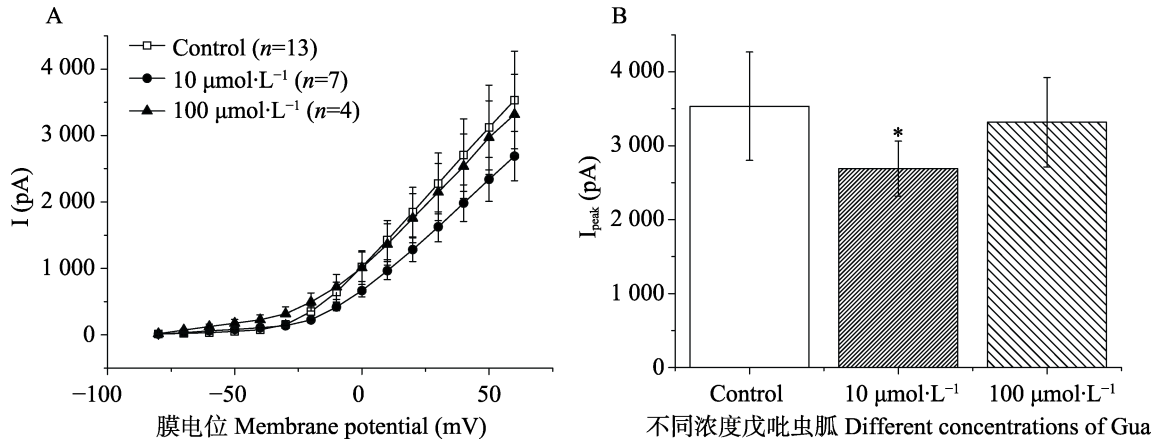 A
I (pA)
4 000
3 000
2 000
1 000
0
Control (n=13)
10 μmol·L⁻¹ (n=7)
100 μmol·L⁻¹ (n=4)
−100
−50
0
50
膜电位 Membrane potential (mV)
B
I_peak (pA)
4 000
3 000
2 000
1 000
0
*
Control
10 μmol·L⁻¹
100 μmol·L⁻¹
不同浓度戊吡虫胍 Different concentrations of Gua